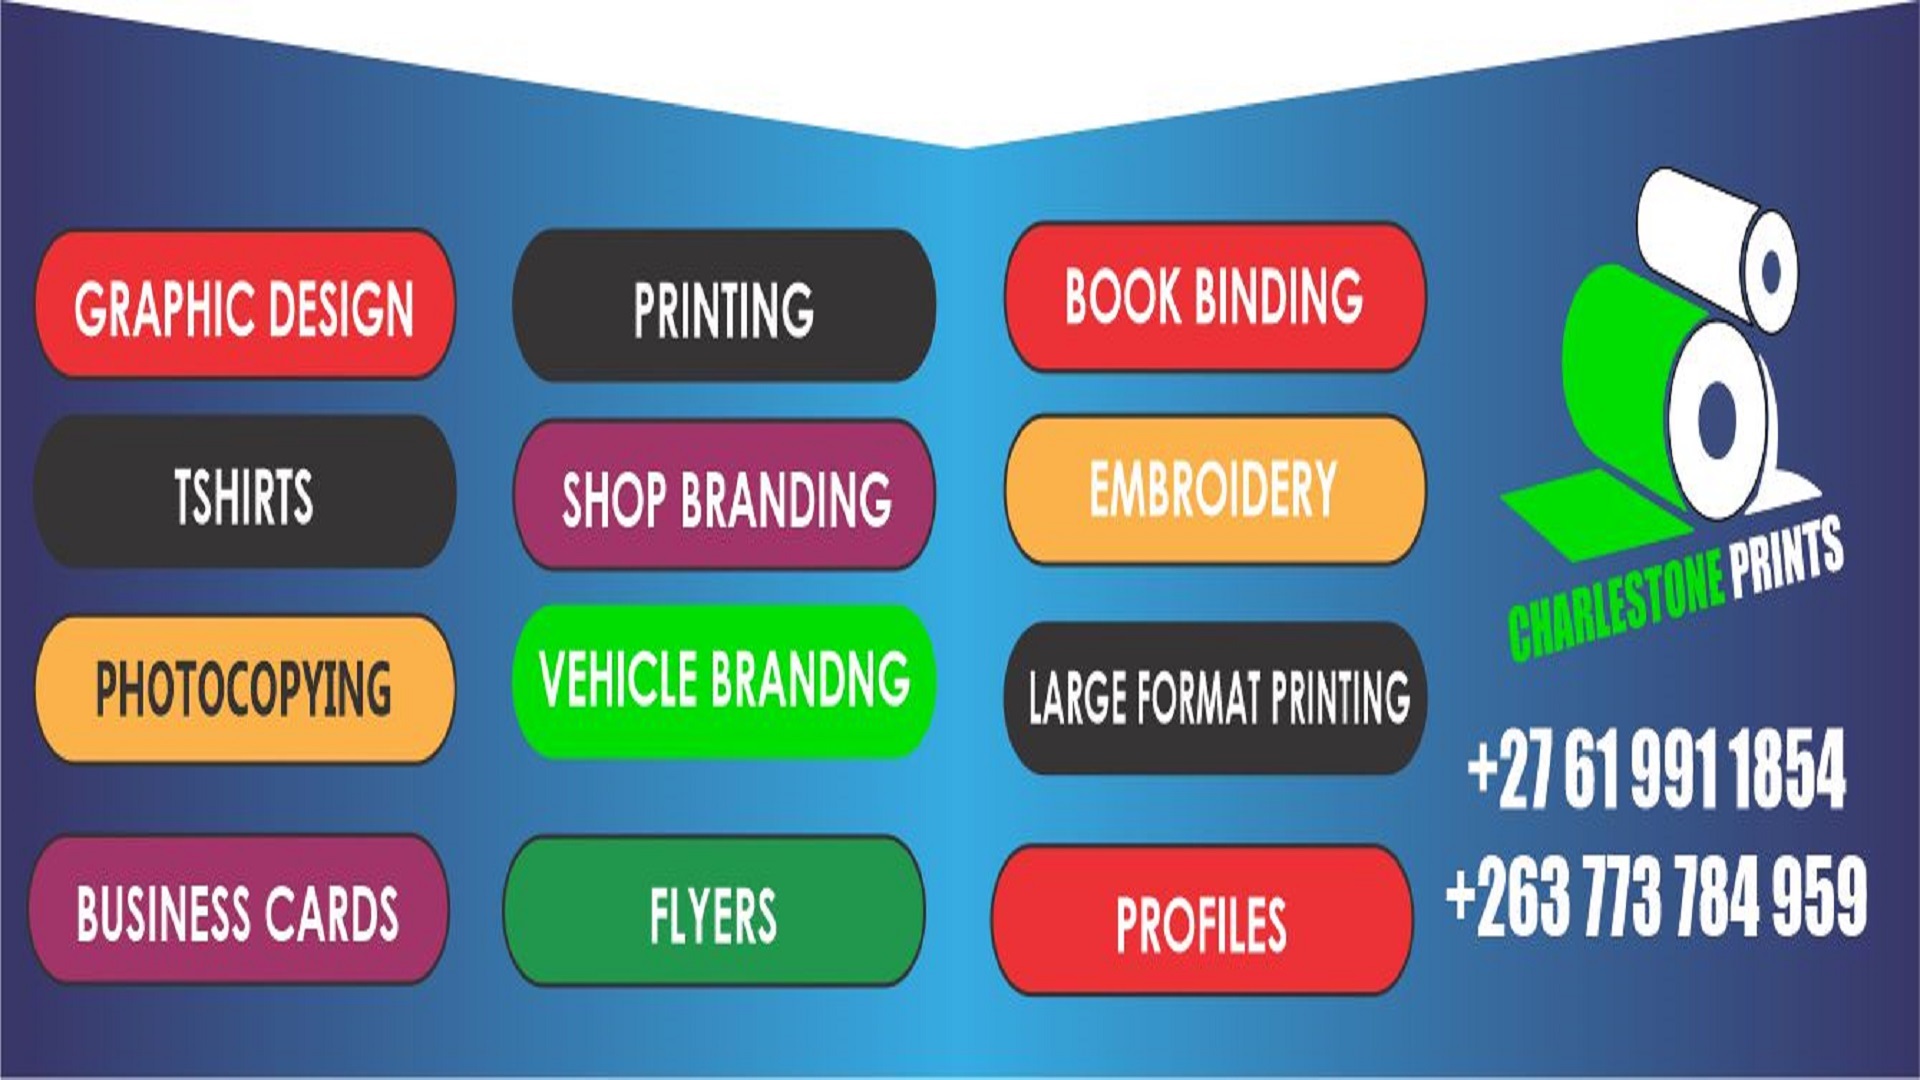 GRAPHIC DESIGN
PRINTING
BOOK BINDING
TSHIRTS
SHOP BRANDING
EMBROIDERY
PHOTOCOPYING
VEHICLE BRANDNG
LARGE FORMAT PRINTING
BUSINESS CARDS
FLYERS
PROFILES
CHARLESTONE PRINTS
+27 61 991 1854
+263 773 784 959